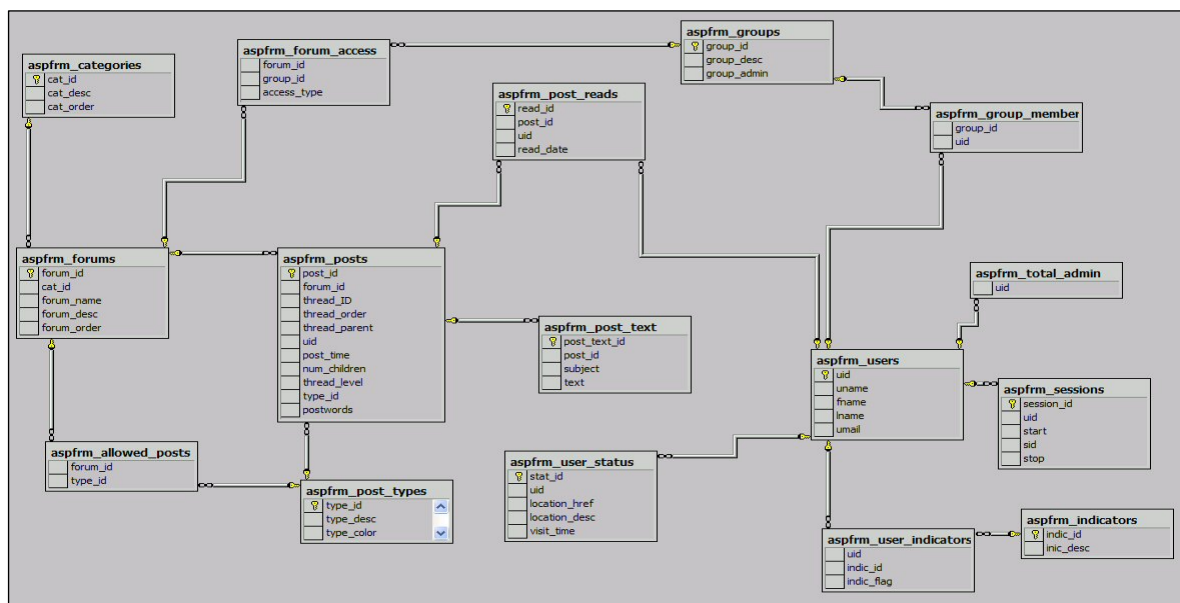 aspfrm_categories
cat_id
cat_desc
cat_order
aspfrm_forum_access
forum_id
group_id
access_type
aspfrm_groups
group_id
group_desc
group_admin
aspfrm_post_reads
read_id
post_id
uid
read_date
aspfrm_group_member
group_id
uid
aspfrm_forums
forum_id
cat_id
forum_name
forum_desc
forum_order
aspfrm_posts
post_id
forum_id
thread_ID
thread_order
thread_parent
uid
post_time
num_children
thread_level
type_id
postwords
aspfrm_post_text
post_text_id
post_id
subject
text
aspfrm_total_admin
uid
aspfrm_users
uid
uname
fname
lname
umail
aspfrm_sessions
session_id
uid
start
sid
stop
aspfrm_allowed_posts
forum_id
type_id
aspfrm_post_types
type_id
type_desc
type_color
aspfrm_user_status
stat_id
uid
location_href
location_desc
visit_time
aspfrm_user_indicators
uid
indic_id
indic_flag
aspfrm_indicators
indic_id
inic_desc